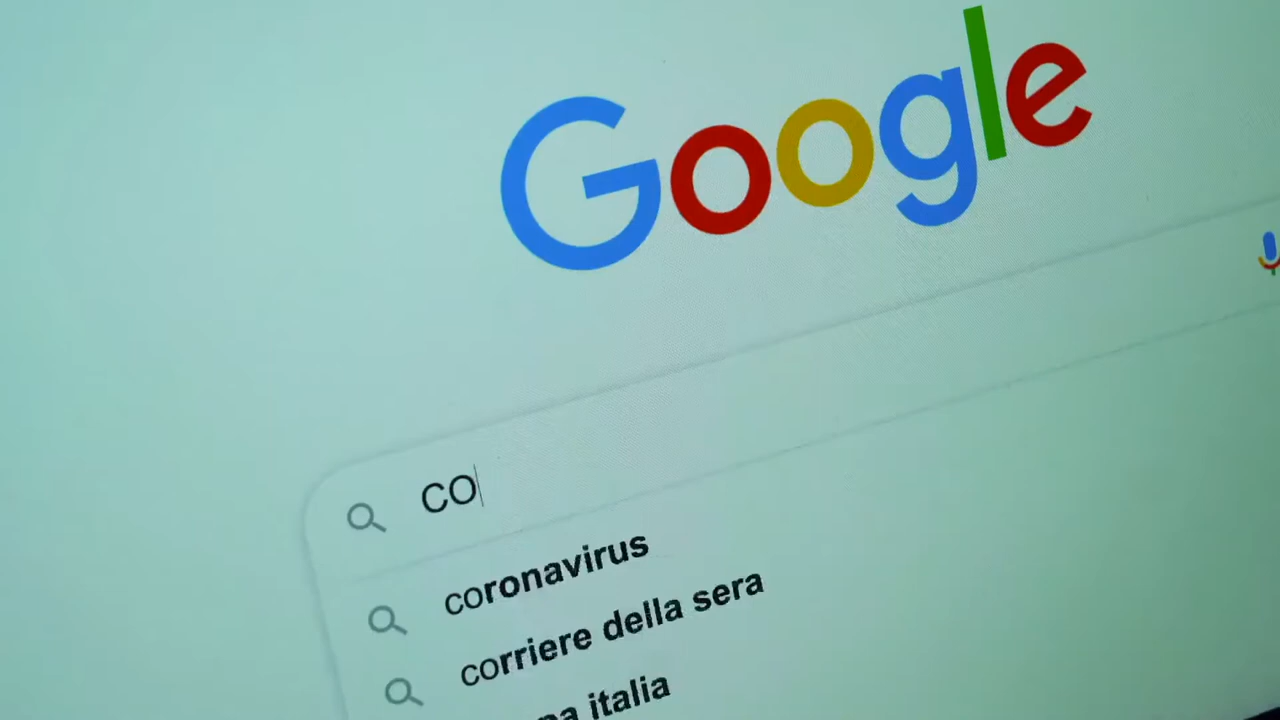 Google
CO
coronavirus
corriere della sera
italia